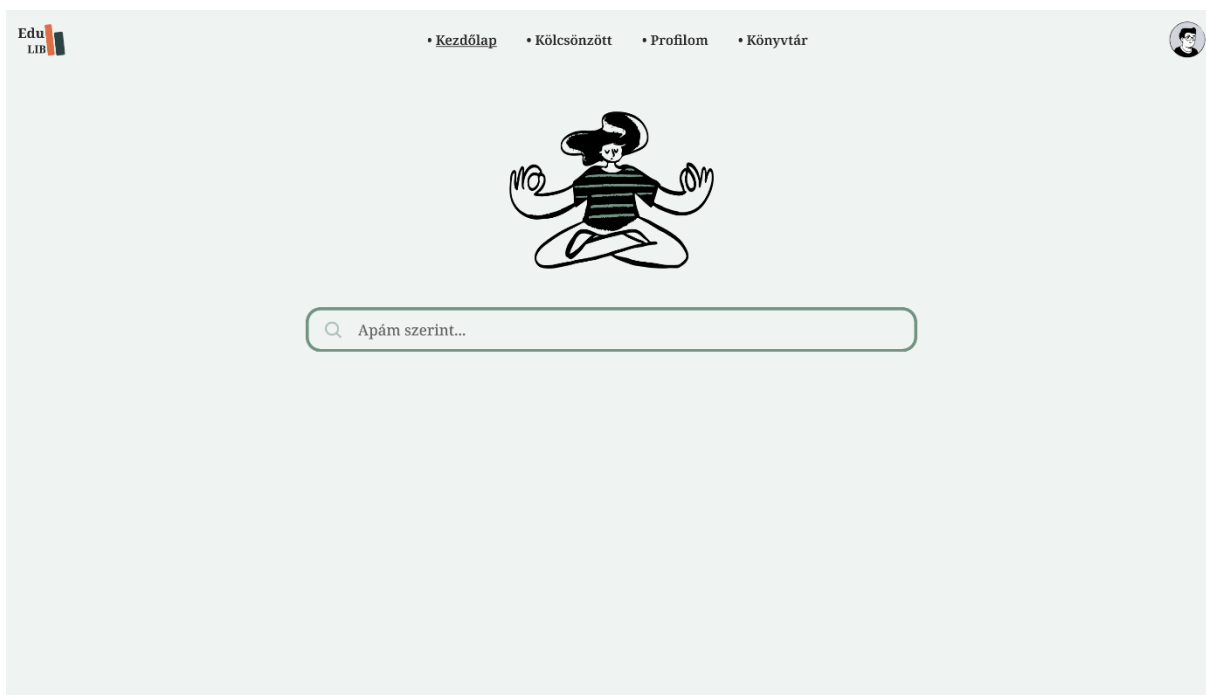 Edu
LIB
• Kezdőlap • Kölcsönzött • Profilom • Könyvtár
Apám szerint...